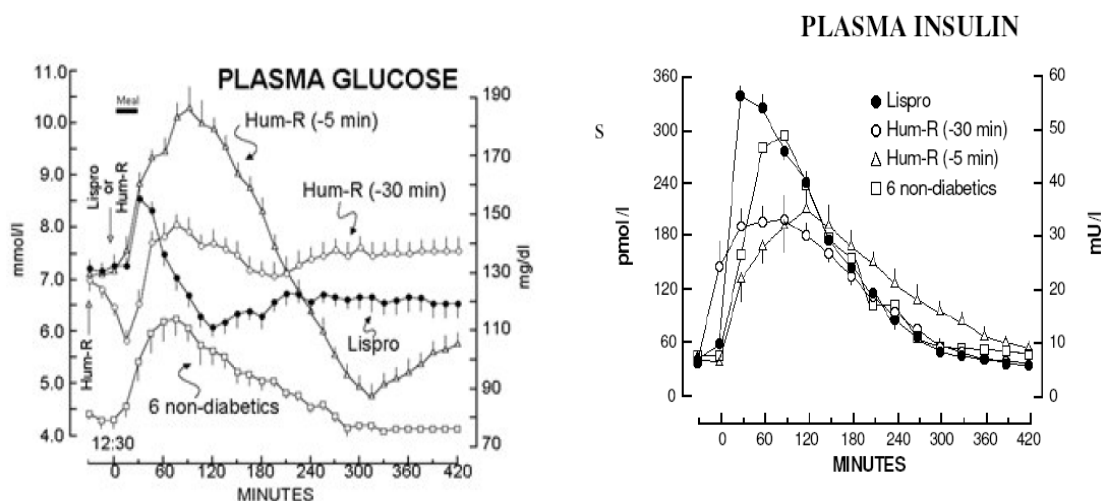 PLASMA INSULIN
PLASMA GLUCOSE
mmol/l
11.0
10.0
9.0
8.0
7.0
6.0
5.0
4.0
mg/dl
190
170
150
130
110
90
70
Meal
Lispro
or
Hum-R
Hum-R
Hum-R (-5 min)
Hum-R (-30 min)
Lispro
6 non-diabetics
12:30
0 60 120 180 240 300 360 420
MINUTES
S
pmol /l
360
300
240
180
120
60
0
mU/l
60
50
40
30
20
10
0
Lispro
Hum-R (-30 min)
Hum-R (-5 min)
6 non-diabetics
0 60 120 180 240 300 360 420
MINUTES